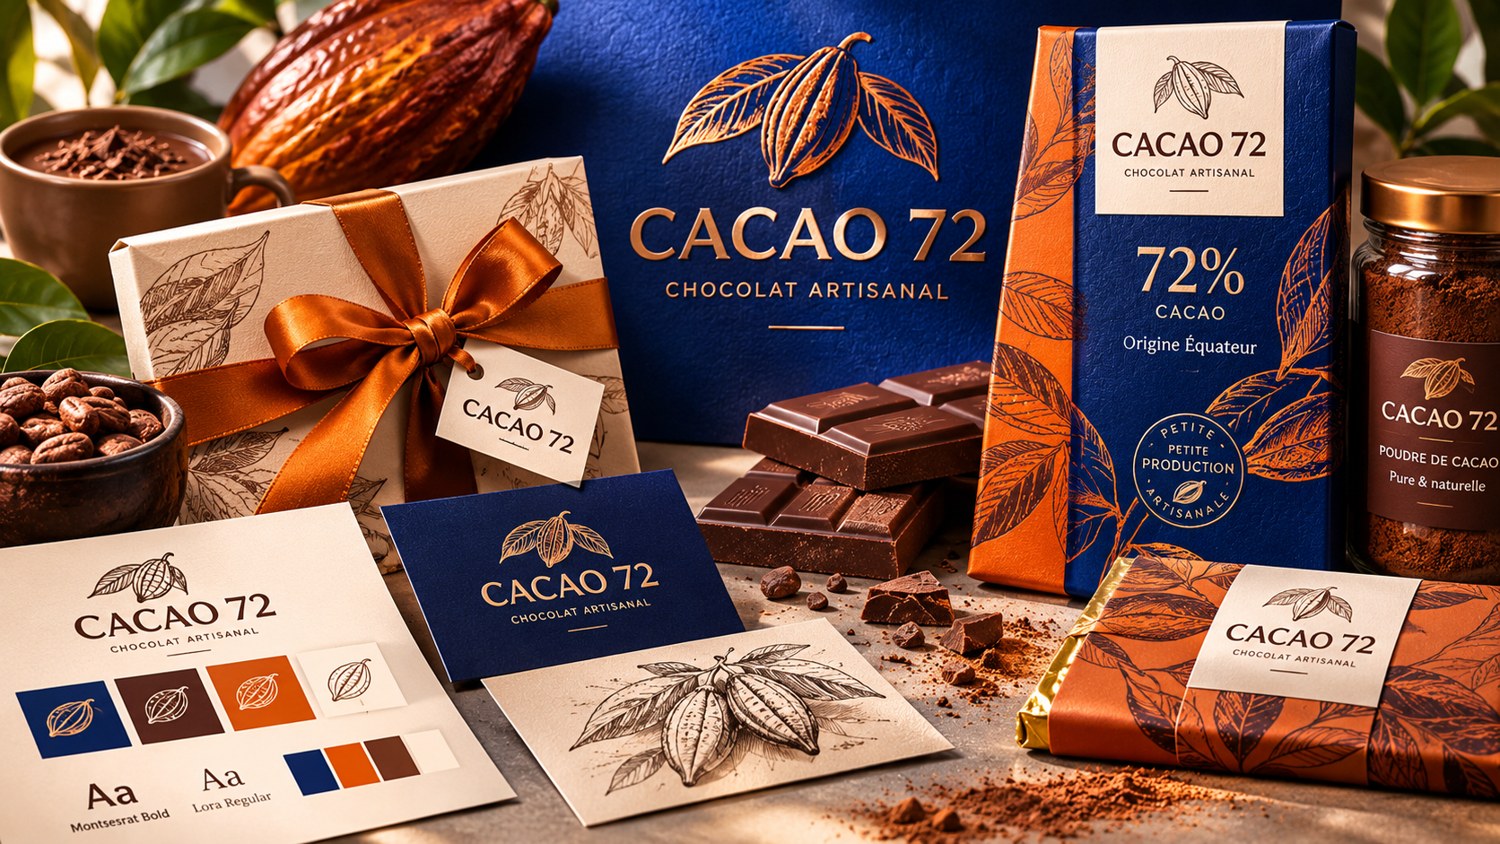 CACAO 72
CHOCOLAT ARTISANAL
CACAO 72
CHOCOLAT ARTISANAL
72%
CACAO
Origine Équateur
PETITE
PETITE
PRODUCTION
ARTISANALE
CACAO 72
POUDRE DE CACAO
Pure & naturelle
CACAO 72
CACAO 72
CHOCOLAT ARTISANAL
CACAO 72
CHOCOLAT ARTISANAL
Aa
Montsesrat Bold
Aa
Lora Regular
CACAO 72
CHOCOLAT ARTISANAL